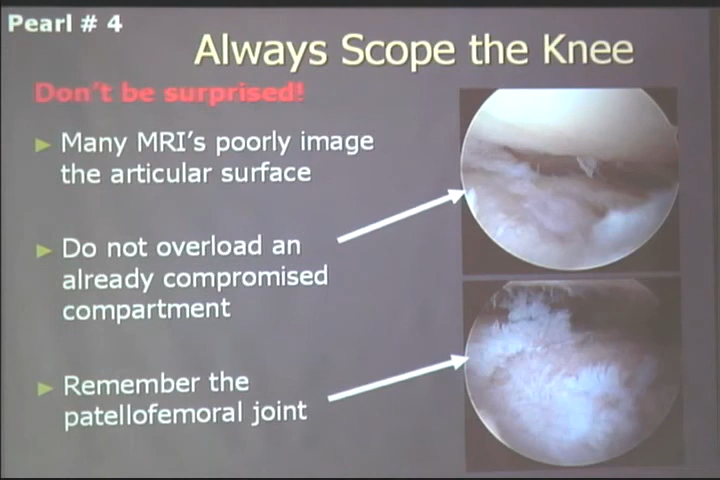 Pearl # 4
Always Scope the Knee
Don't be surprised!
Many MRI's poorly image
the articular surface
Do not overload an
already compromised
compartment
Remember the
patellofemoral joint